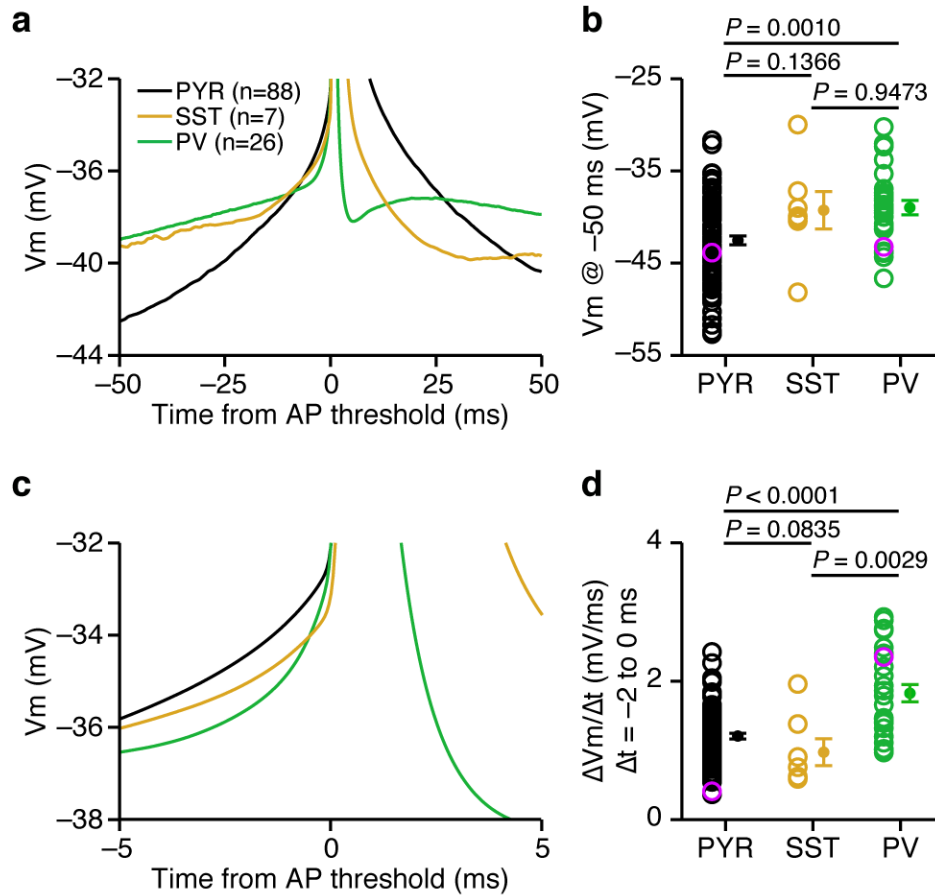 a
−32
−36
−40
−44
Vm (mV)
PYR (n=88)
SST (n=7)
PV (n=26)
−50
−25
0
25
50
Time from AP threshold (ms)
b
P = 0.0010
P = 0.1366
P = 0.9473
−25
−35
−45
−55
Vm @ −50 ms (mV)
PYR
SST
PV
c
−32
−34
−36
−38
Vm (mV)
−5
0
5
Time from AP threshold (ms)
d
P < 0.0001
P = 0.0835
P = 0.0029
4
2
0
ΔVm/Δt (mV/ms)
Δt = −2 to 0 ms
PYR
SST
PV